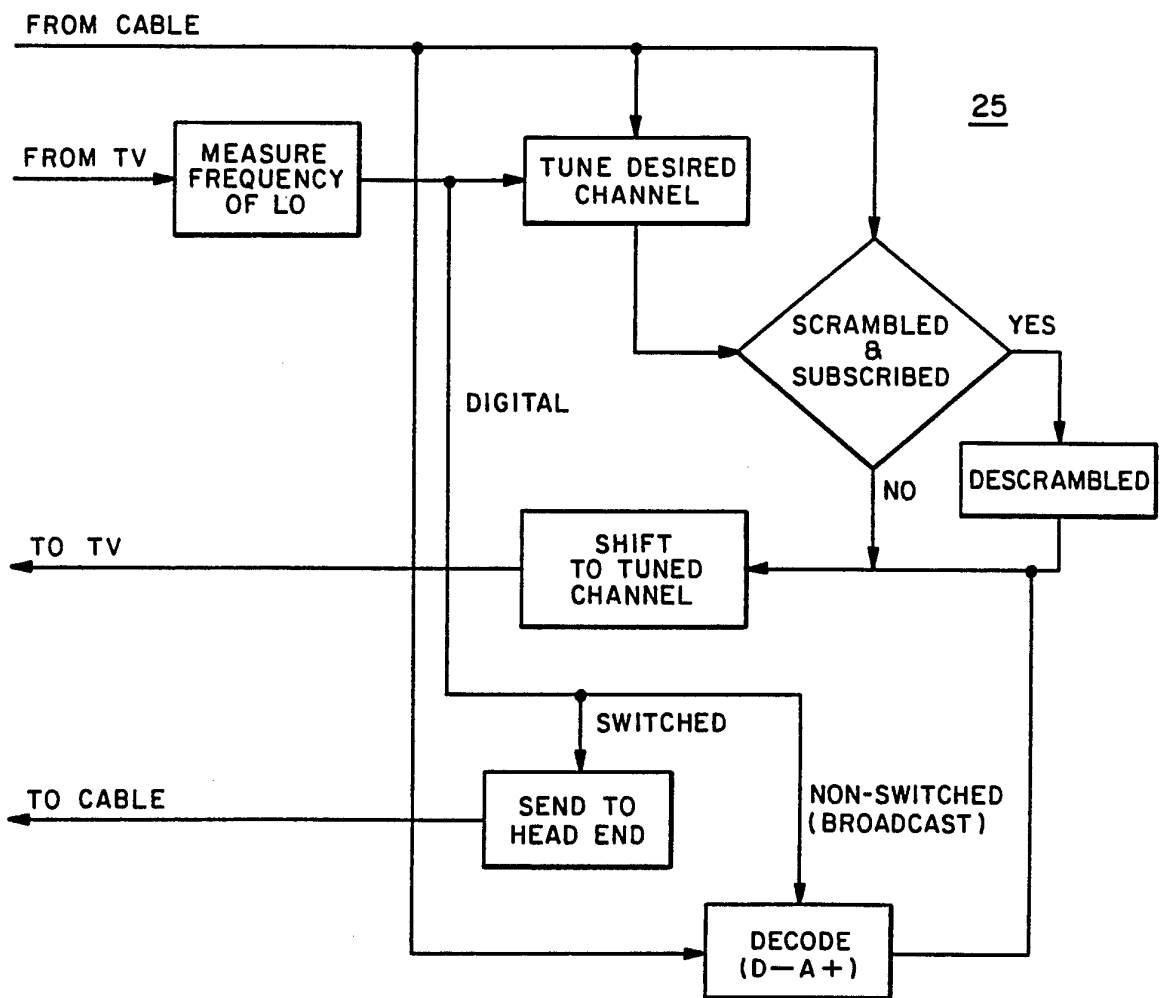 FROM CABLE
25
FROM TV
MEASURE
FREQUENCY
OF LO
TUNE DESIRED
CHANNEL
SCRAMBLED
&
SUBSCRIBED
YES
DIGITAL
DESCRAMBLED
NO
TO TV
SHIFT
TO TUNED
CHANNEL
SWITCHED
TO CABLE
SEND TO
HEAD END
NON-SWITCHED
(BROADCAST)
DECODE
(D—A+)